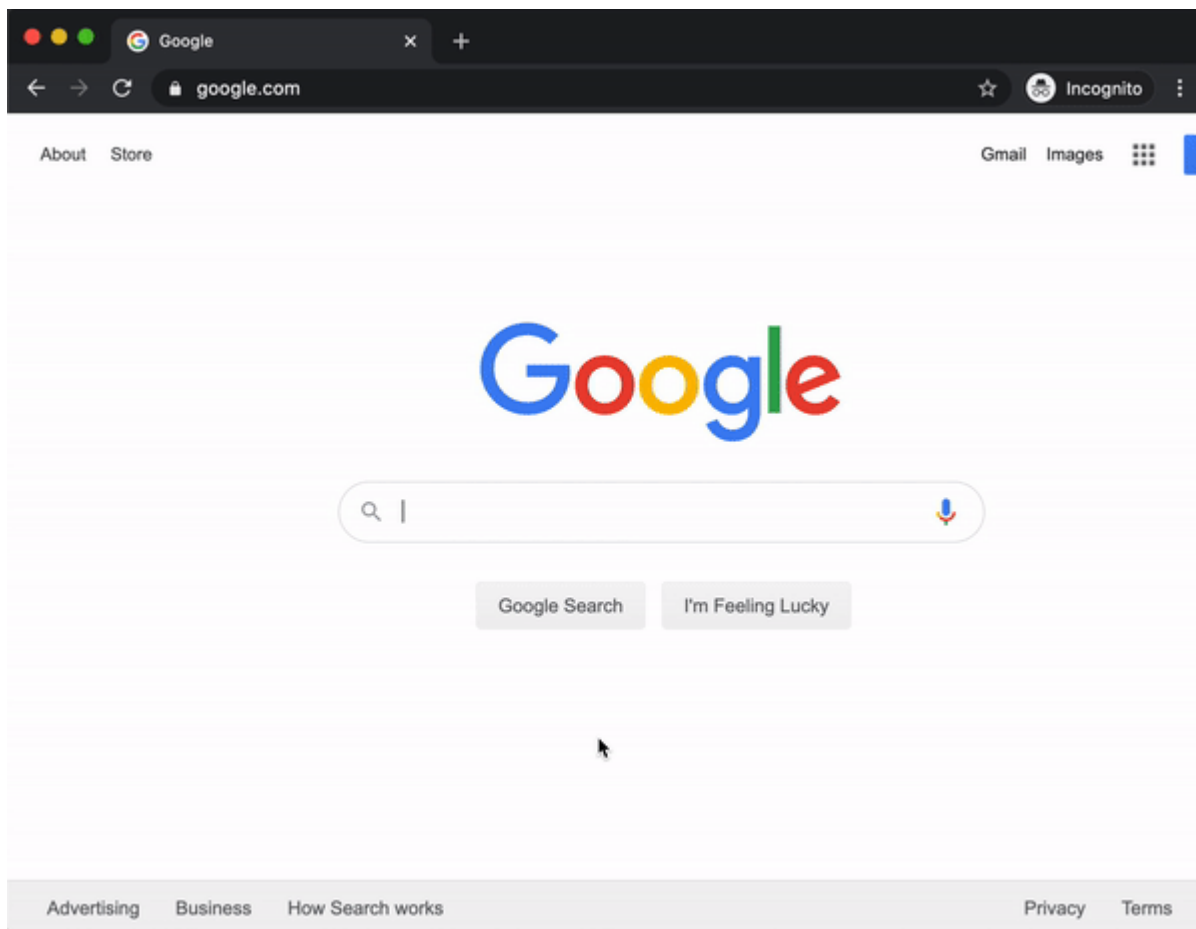 Google
google.com Incognito
About Store Gmail Images
Google
Google Search I'm Feeling Lucky
Advertising Business How Search works Privacy Terms